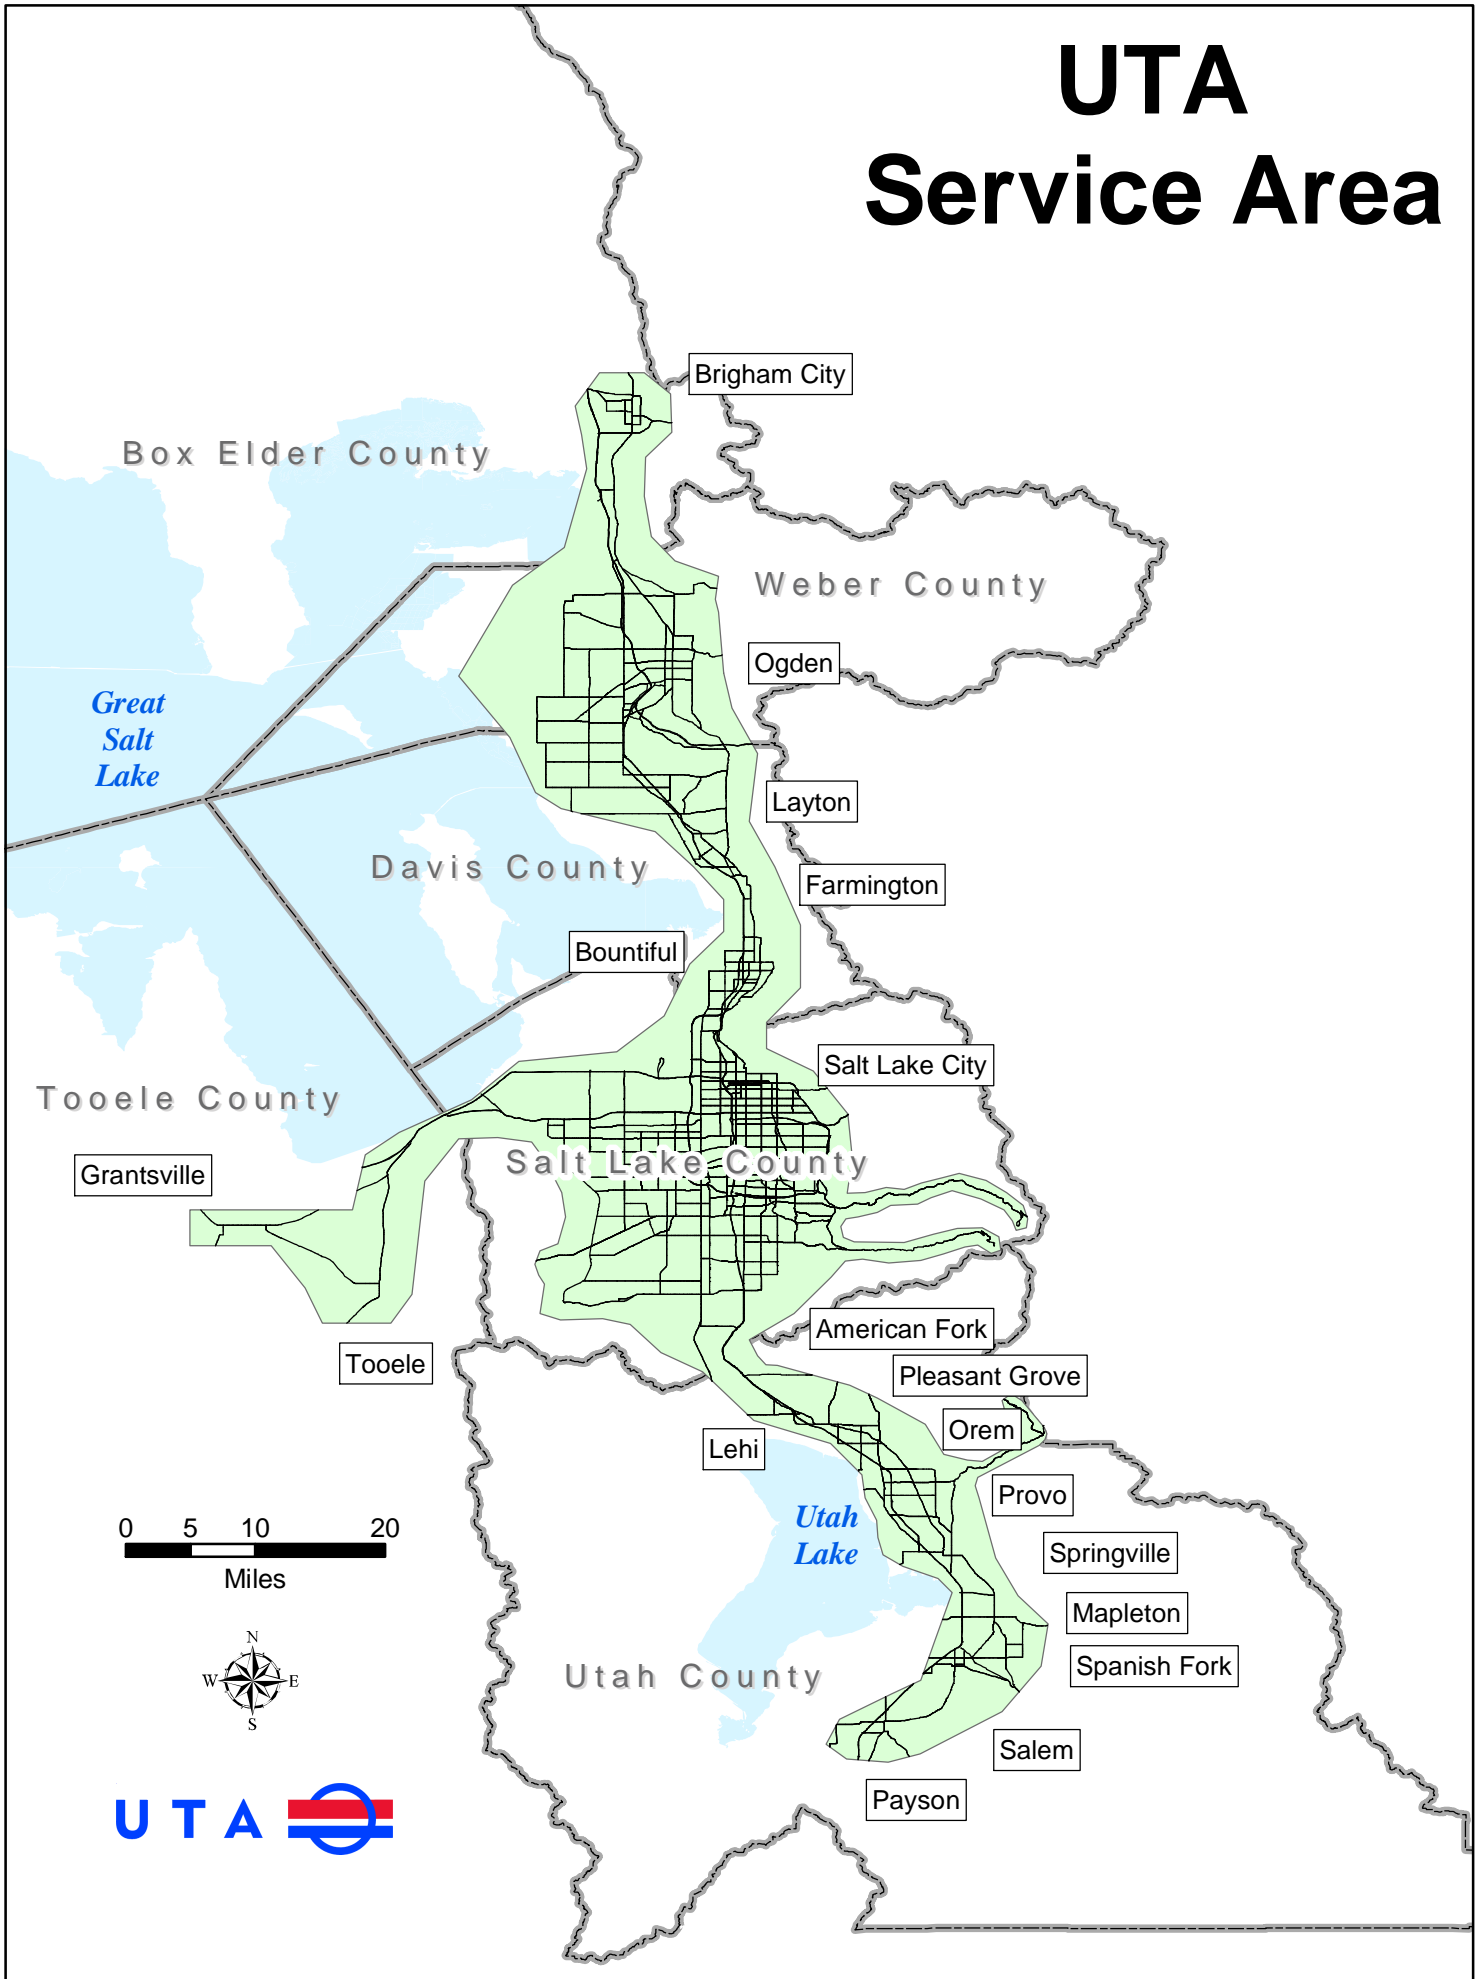 UTA
Service Area
Brigham City
Box Elder County
Weber County
Ogden
Great
Salt
Lake
Layton
Davis County
Farmington
Bountiful
Salt Lake City
Tooele County
Salt Lake County
Grantsville
American Fork
Tooele
Pleasant Grove
Orem
Lehi
Provo
Utah
Lake
0 5 10 20
Miles
Springville
Mapleton
Spanish Fork
N
W E
S
Utah County
Salem
Payson
UTA